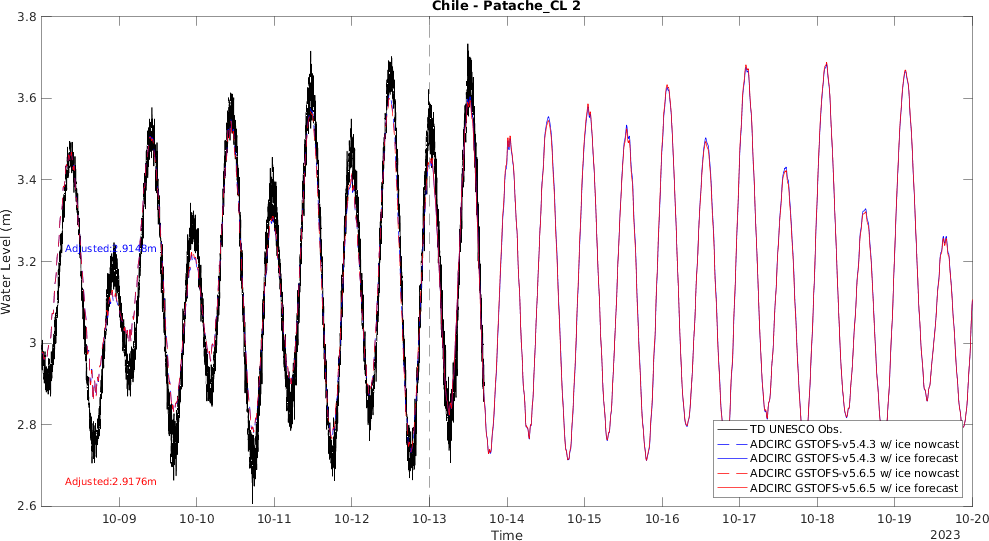 Chile - Patache_CL 2
Water Level (m)
3.8
3.6
3.4
3.2
3
2.8
2.6
Adjusted:2.9148m
Adjusted:2.9176m
TD UNESCO Obs.
ADCIRC GSTOFS-v5.4.3 w/ ice nowcast
ADCIRC GSTOFS-v5.4.3 w/ ice forecast
ADCIRC GSTOFS-v5.6.5 w/ ice nowcast
ADCIRC GSTOFS-v5.6.5 w/ ice forecast
10-09 10-10 10-11 10-12 10-13 10-14 10-15 10-16 10-17 10-18 10-19 10-20
Time
2023